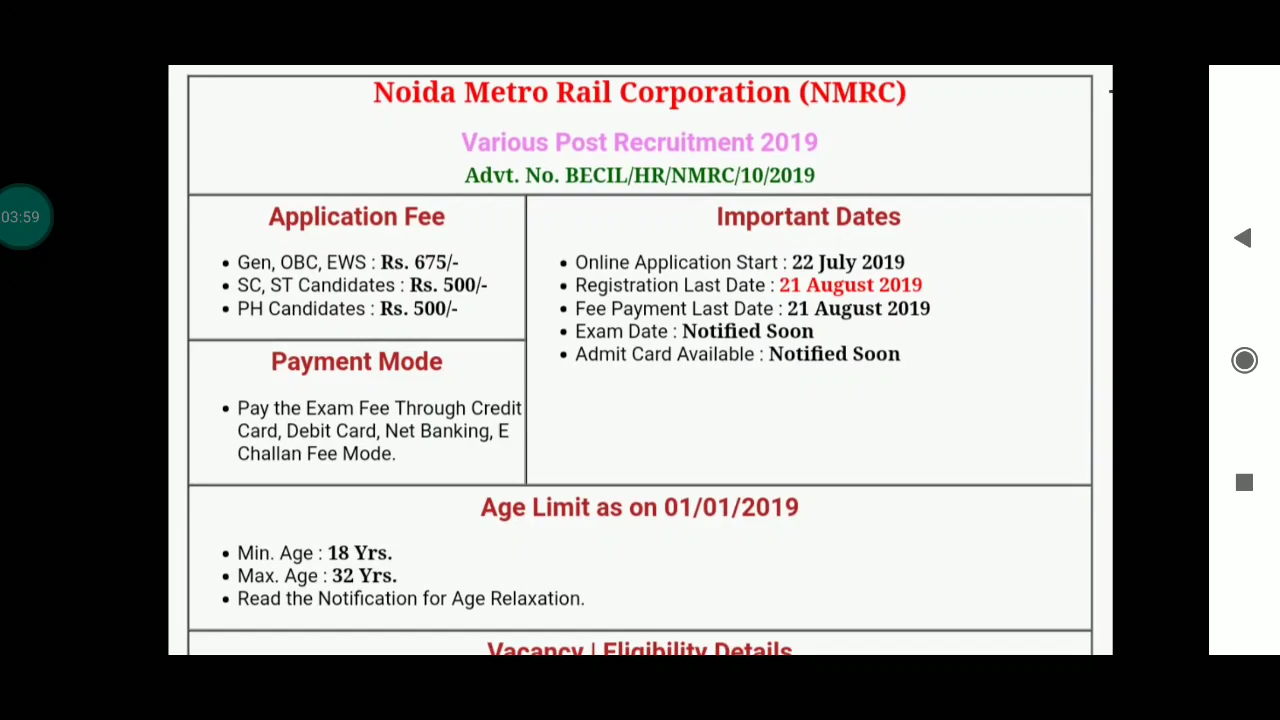 Noida Metro Rail Corporation (NMRC)
Various Post Recruitment 2019
Advt. No. BECIL/HR/NMRC/10/2019
03:59
Application Fee
• Gen, OBC, EWS : Rs. 675/-
• SC, ST Candidates : Rs. 500/-
• PH Candidates : Rs. 500/-
Payment Mode
• Pay the Exam Fee Through Credit
Card, Debit Card, Net Banking, E
Challan Fee Mode.
Important Dates
• Online Application Start : 22 July 2019
• Registration Last Date : 21 August 2019
• Fee Payment Last Date : 21 August 2019
• Exam Date : Notified Soon
• Admit Card Available : Notified Soon
Age Limit as on 01/01/2019
• Min. Age : 18 Yrs.
• Max. Age : 32 Yrs.
• Read the Notification for Age Relaxation.
Vacancy | Eligibility Details